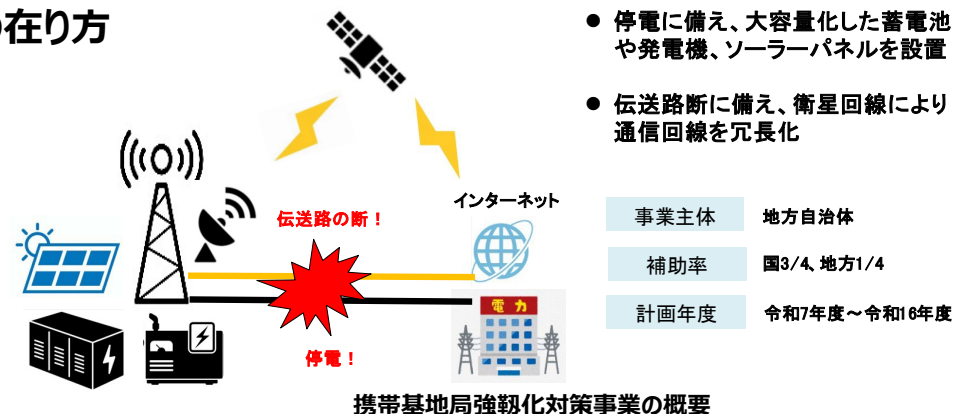 の在り方
● 停電に備え、大容量化した蓄電池
や発電機、ソーラーパネルを設置
● 伝送路断に備え、衛星回線により
通信回線を冗長化
伝送路の断！
インターネット
電力
停電！
事業主体 地方自治体
補助率 国3/4、地方1/4
計画年度 令和7年度～令和16年度
携帯基地局強靱化対策事業の概要